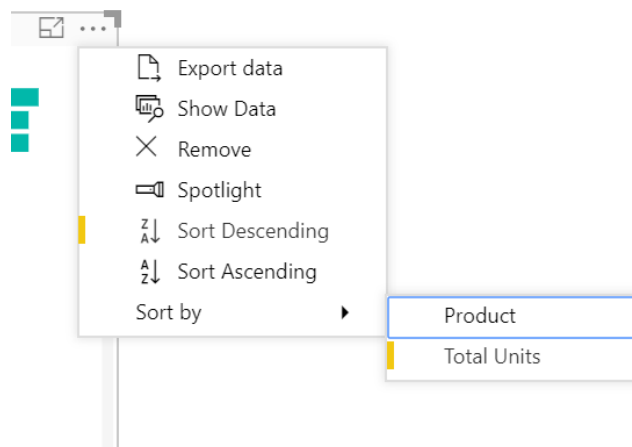 Export data
Show Data
Remove
Spotlight
Sort Descending
Sort Ascending
Sort by
Product
Total Units